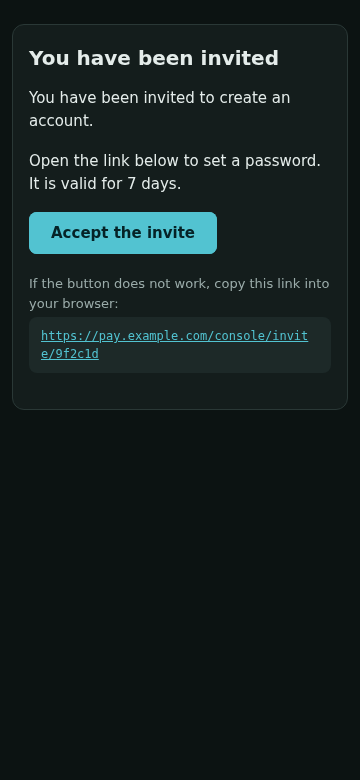 You have been invited
You have been invited to create an
account.
Open the link below to set a password.
It is valid for 7 days.
Accept the invite
If the button does not work, copy this link into
your browser:
https://pay.example.com/console/invit
e/9f2c1d